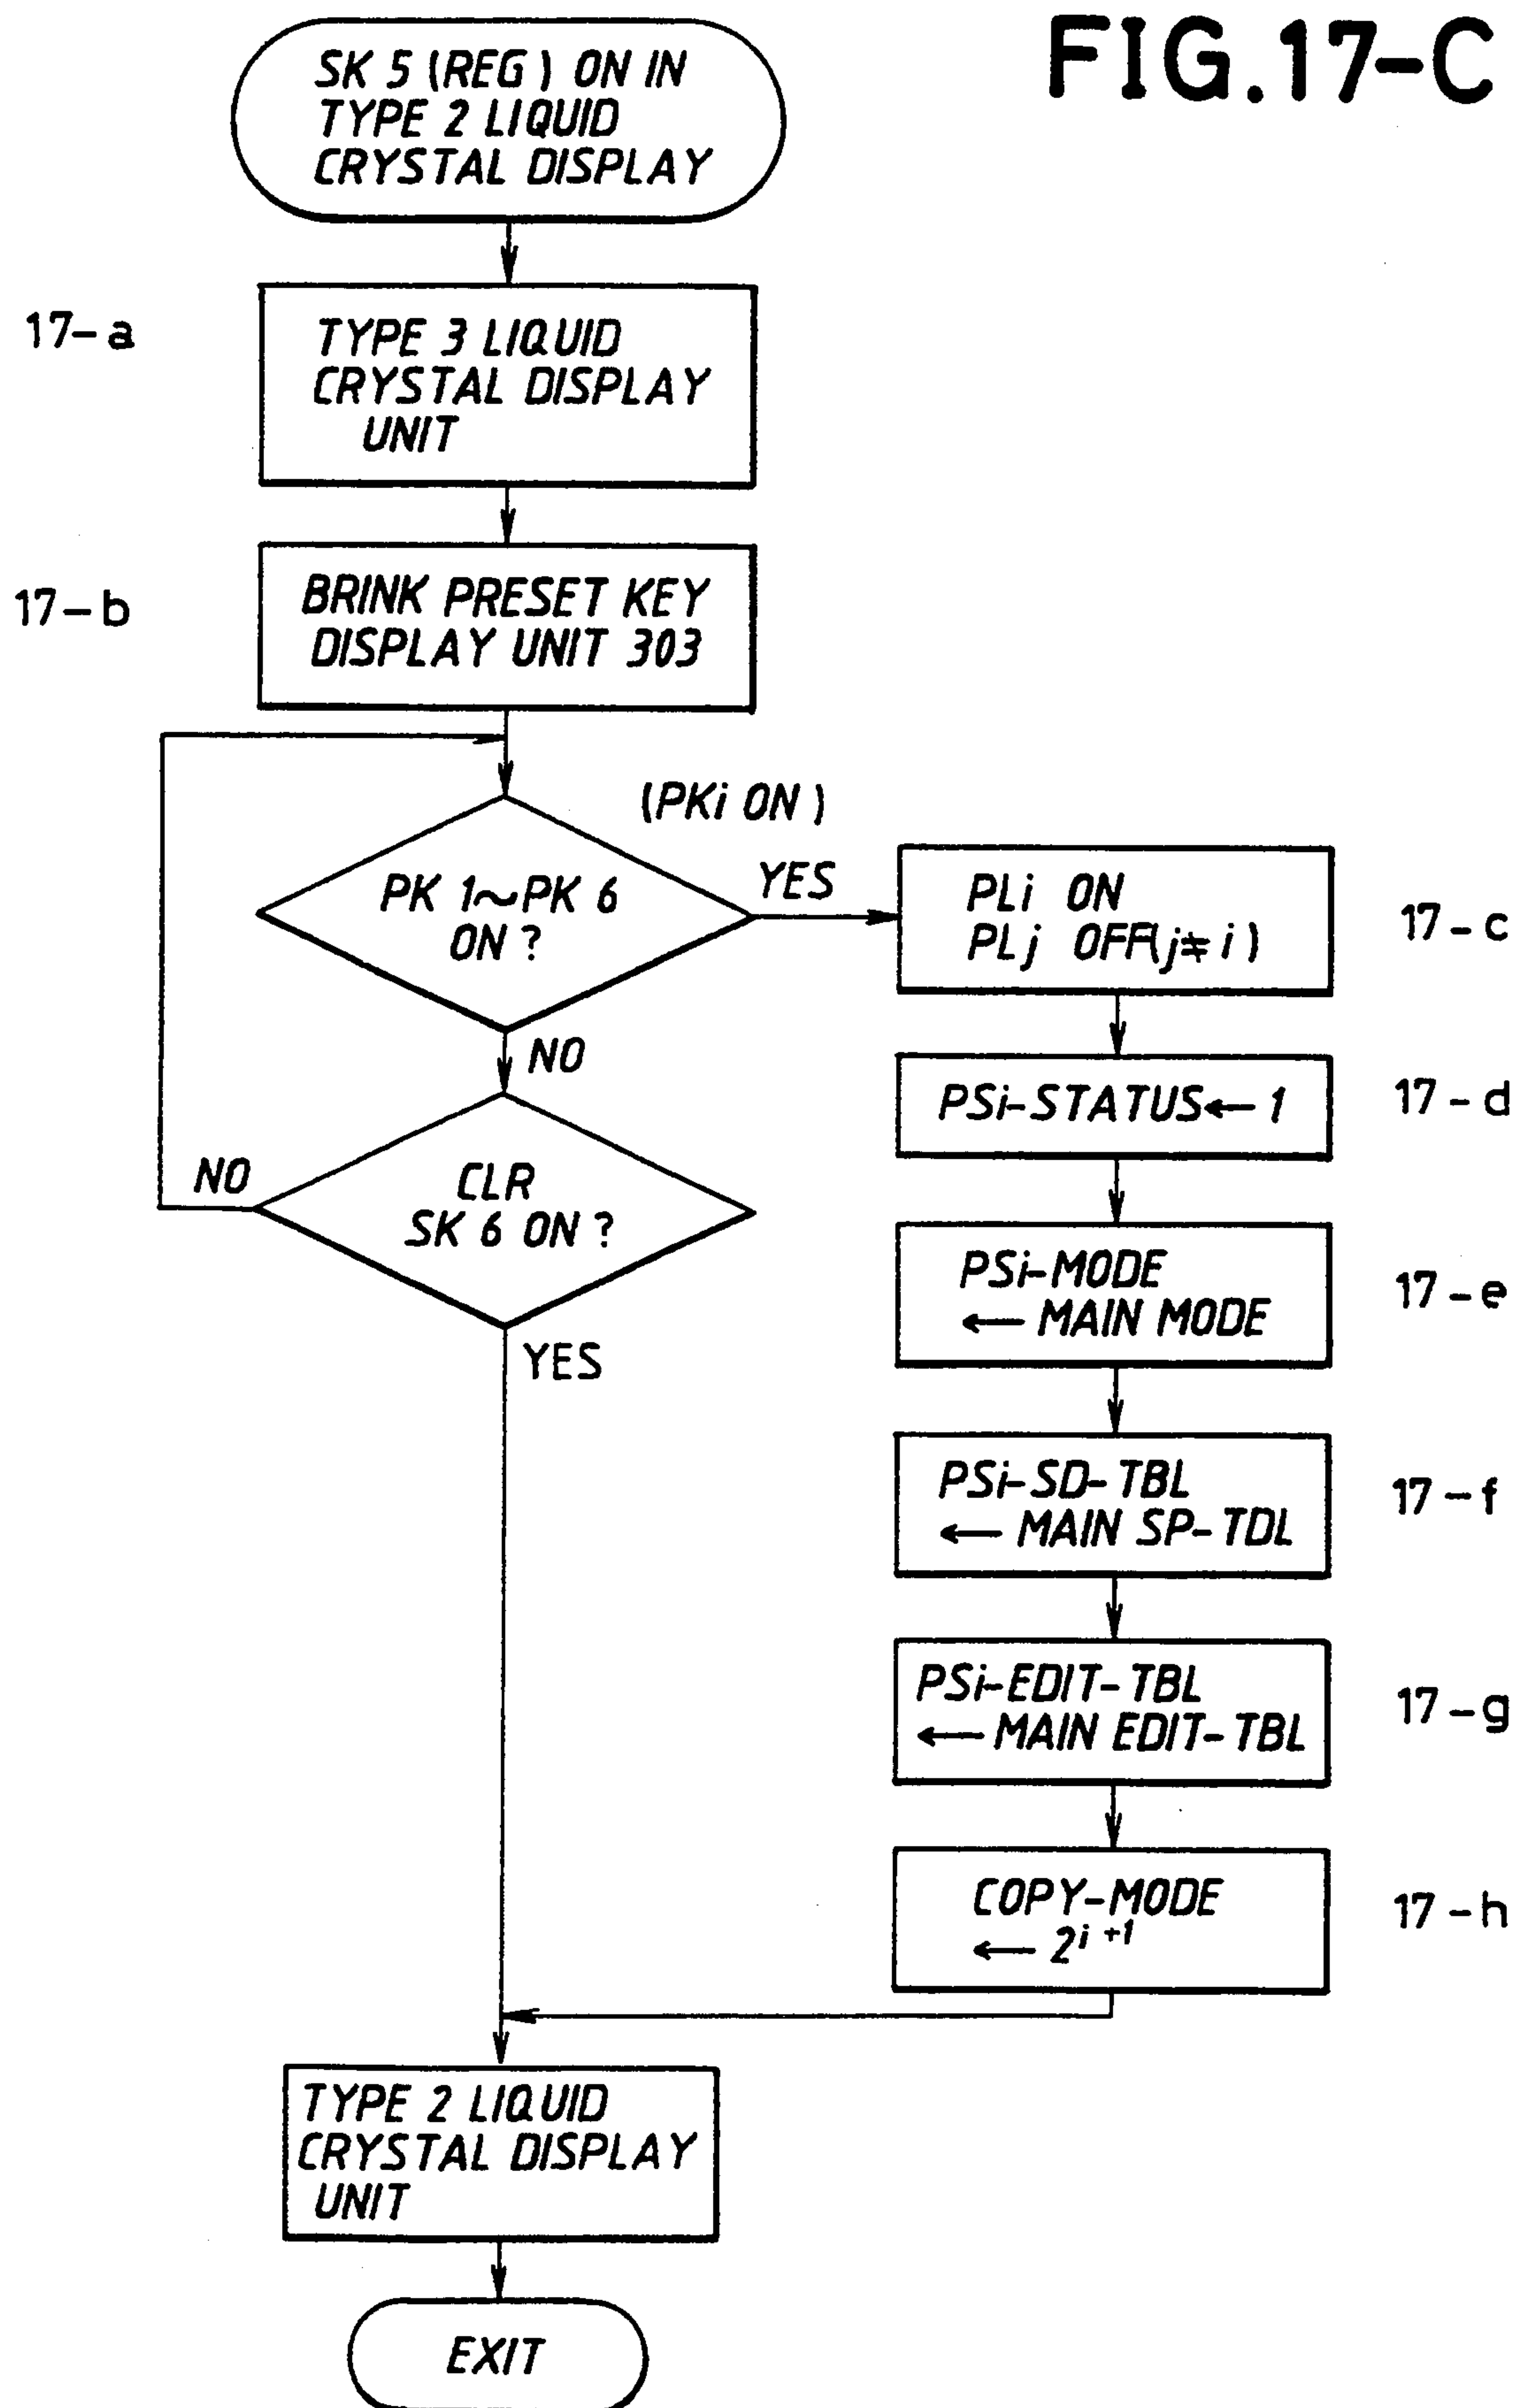 FIG.17-C
SK 5 (REG) ON IN
TYPE 2 LIQUID
CRYSTAL DISPLAY
17-a
TYPE 3 LIQUID
CRYSTAL DISPLAY
UNIT
17-b
BRINK PRESET KEY
DISPLAY UNIT 303
(PKi ON)
PK 1~PK 6
ON ?
YES
NO
PLi ON
PLj OFF(j≠i)
17-c
PSi-STATUS←1
17-d
CLR
SK 6 ON ?
NO
YES
PSi-MODE
← MAIN MODE
17-e
PSi-SD-TBL
← MAIN SP-TDL
17-f
PSi-EDIT-TBL
← MAIN EDIT-TBL
17-g
COPY-MODE
← 2^{i+1}
17-h
TYPE 2 LIQUID
CRYSTAL DISPLAY
UNIT
EXIT